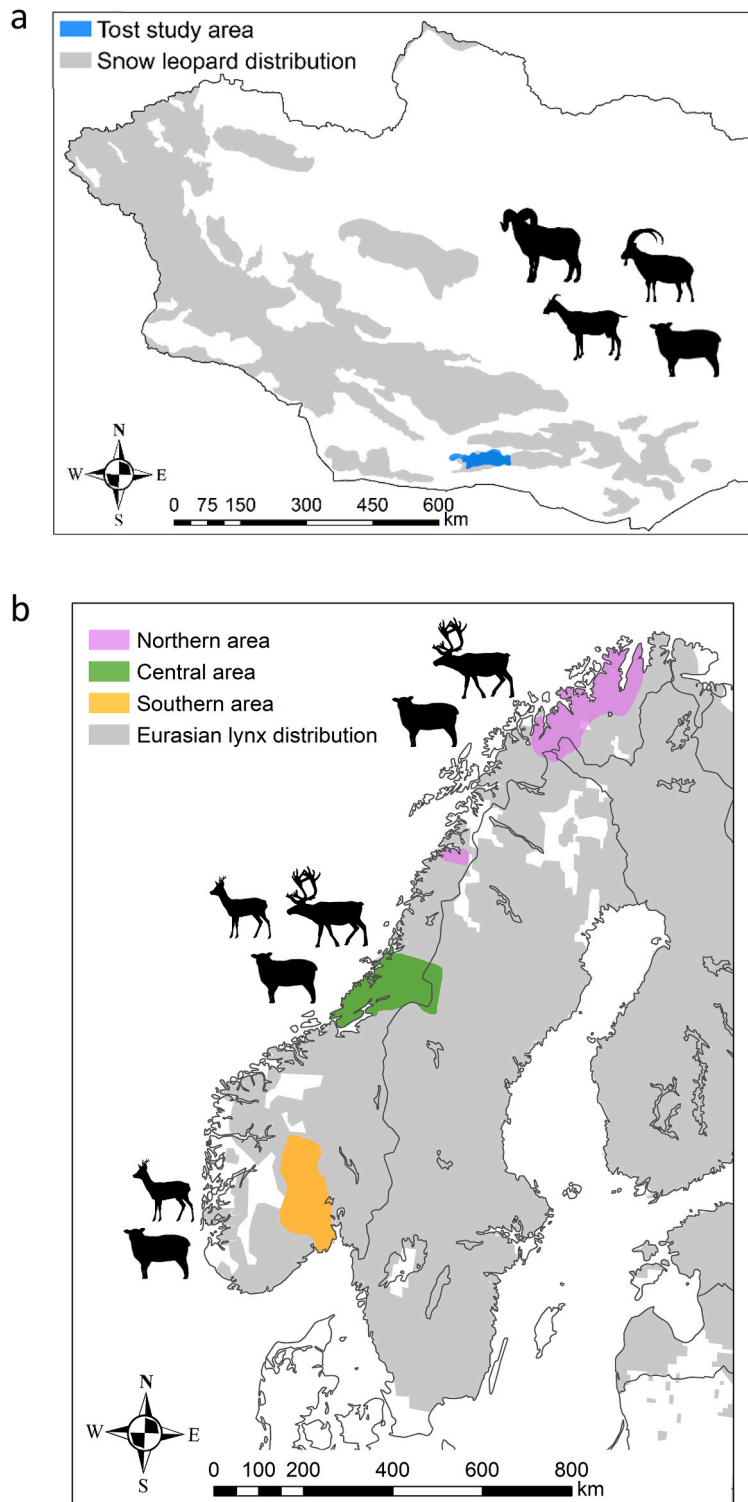 a
Tost study area
Snow leopard distribution
N
W E
S
0 75 150 300 450 600
km
b
Northern area
Central area
Southern area
Eurasian lynx distribution
N
W E
S
0 100 200 400 600 800
km